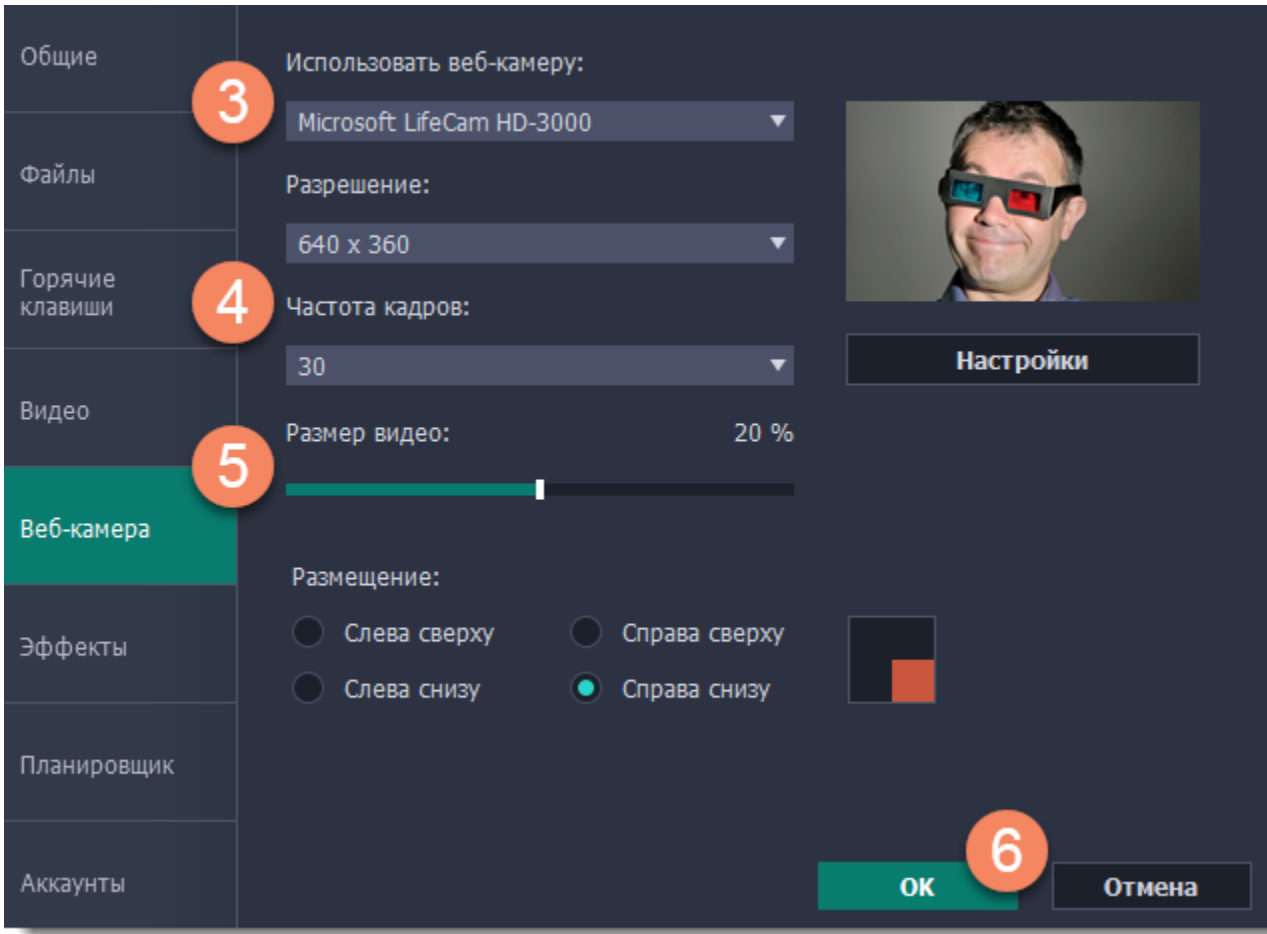 Общие
Файлы
Горячие
клавиши
Видео
Веб-камера
Эффекты
Планировщик
Аккаунты
3
Использовать веб-камеру:
Microsoft LifeCam HD-3000
Разрешение:
640 x 360
4
Частота кадров:
30
Настройки
5
Размер видео: 20 %
Размещение:
Слева сверху Справа сверху
Слева снизу Справа снизу
6
ОК Отмена